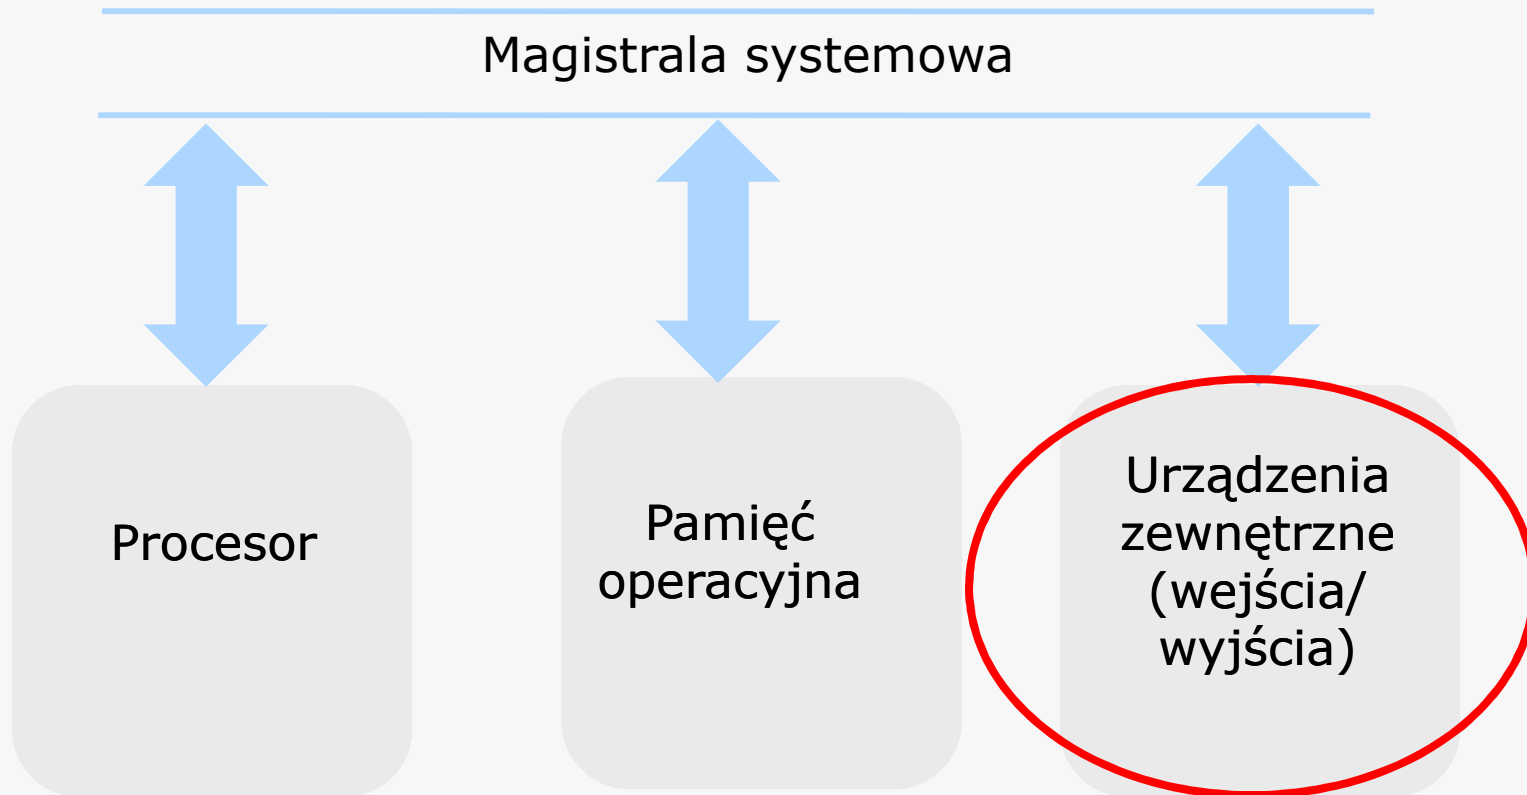 Magistrala systemowa
Procesor
Pamięć
operacyjna
Urządzenia
zewnętrzne
(wejścia/
wyjścia)